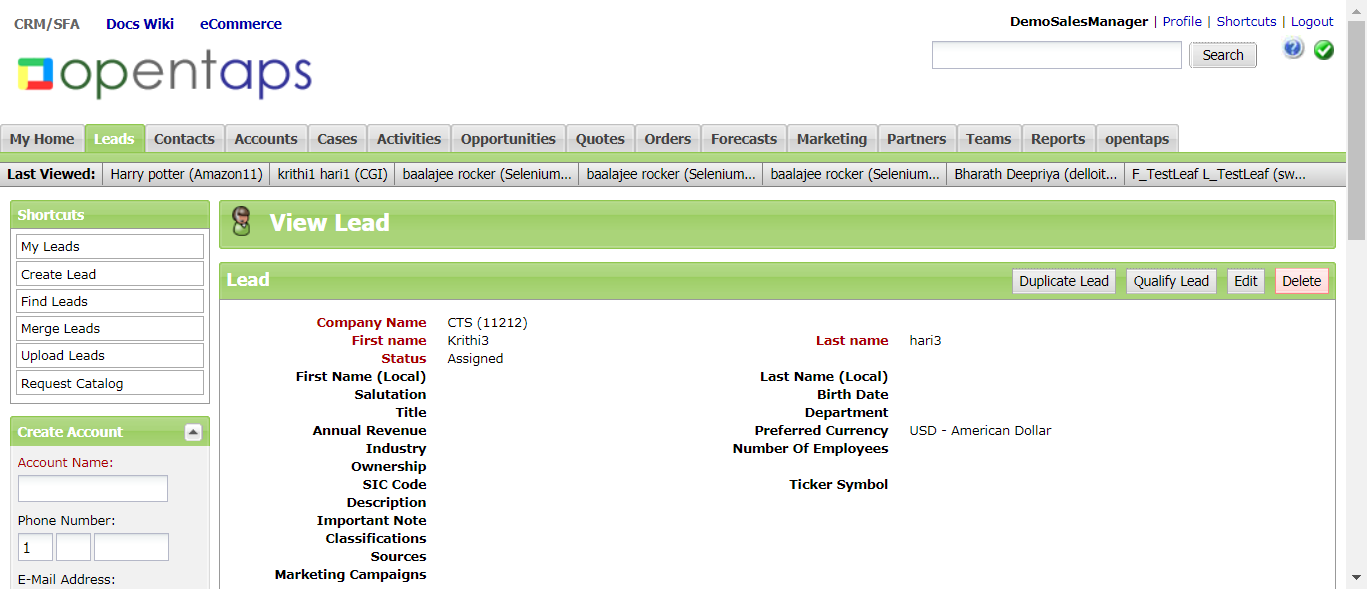 CRM/SFA Docs Wiki eCommerce
DemoSalesManager | Profile | Shortcuts | Logout
opentaps
Search
My Home Leads Contacts Accounts Cases Activities Opportunities Quotes Orders Forecasts Marketing Partners Teams Reports opentaps
Last Viewed: Harry potter (Amazon11) krithi1 hari1 (CGI) baalajee rocker (Selenium... baalajee rocker (Selenium... baalajee rocker (Selenium... Bharath Deepriya (delloit... F_TestLeaf L_TestLeaf (sw...
Shortcuts
My Leads
Create Lead
Find Leads
Merge Leads
Upload Leads
Request Catalog
Create Account
Account Name:
Phone Number:
1
E-Mail Address:
View Lead
Lead Duplicate Lead Qualify Lead Edit Delete
Company Name CTS (11212)
First name Krithi3 Last name hari3
Status Assigned
First Name (Local) Last Name (Local)
Salutation Birth Date
Title Department
Annual Revenue Preferred Currency USD - American Dollar
Industry Number Of Employees
Ownership
SIC Code Ticker Symbol
Description
Important Note
Classifications
Sources
Marketing Campaigns